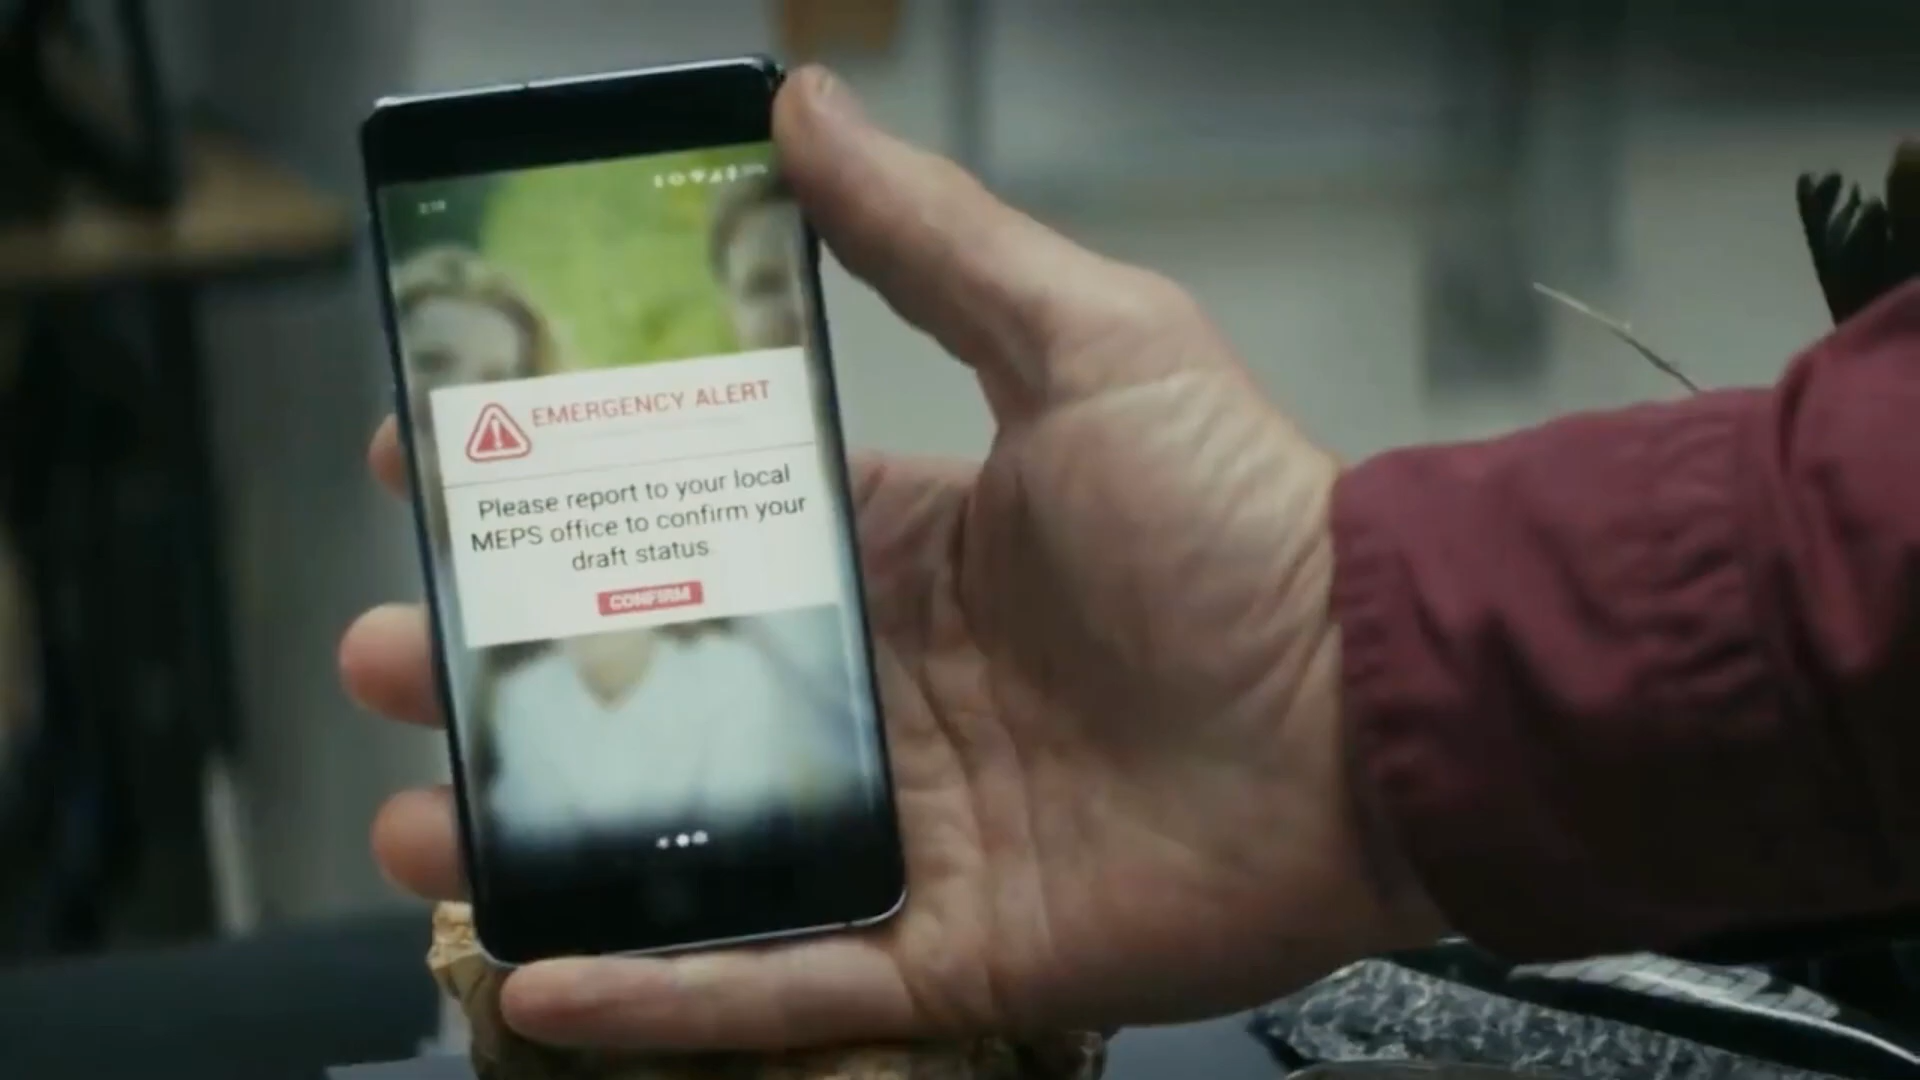 EMERGENCY ALERT
Please report to your local
MEPS office to confirm your
draft status.
CONFIRM